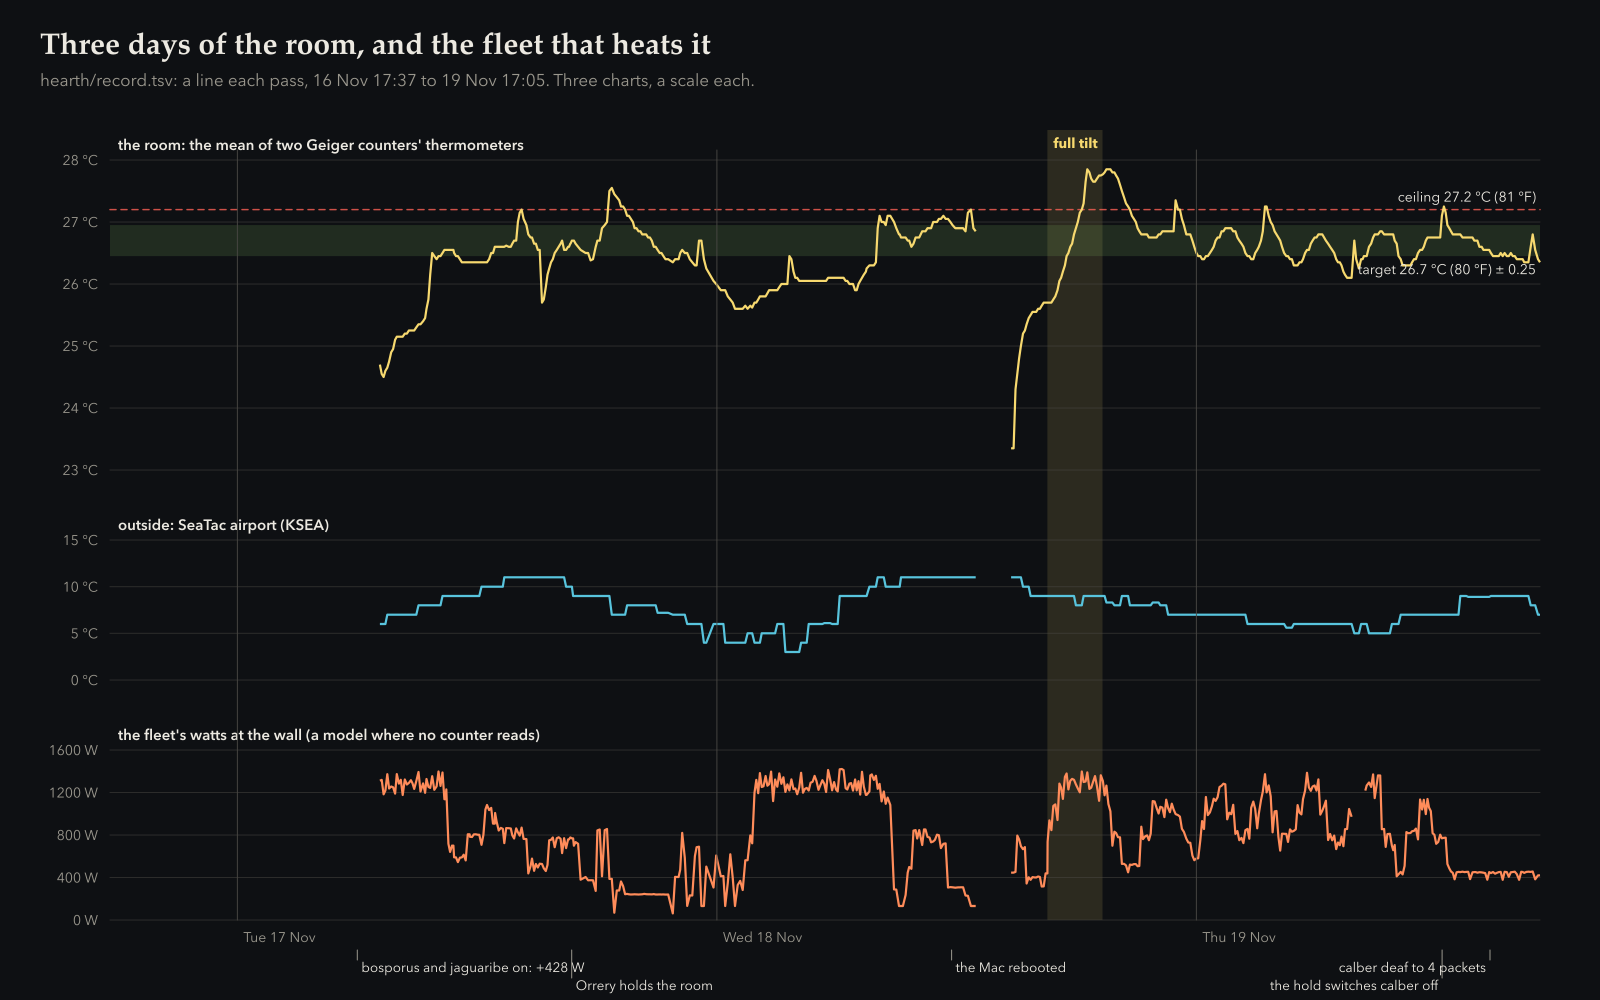 Three days of the room, and the fleet that heats it
hearth/record.tsv: a line each pass, 16 Nov 17:37 to 19 Nov 17:05. Three charts, a scale each.
the room: the mean of two Geiger counters' thermometers
full tilt
28 °C
ceiling 27.2 °C (81 °F)
27 °C
target 26.7 °C (80 °F) ± 0.25
26 °C
25 °C
24 °C
23 °C
outside: SeaTac airport (KSEA)
15 °C
10 °C
5 °C
0 °C
the fleet's watts at the wall (a model where no counter reads)
1600 W
1200 W
800 W
400 W
0 W
Tue 17 Nov
Wed 18 Nov
Thu 19 Nov
bosporus and jaguaribe on: +428 W
the Mac rebooted
calber deaf to 4 packets
Orrery holds the room
the hold switches calber off